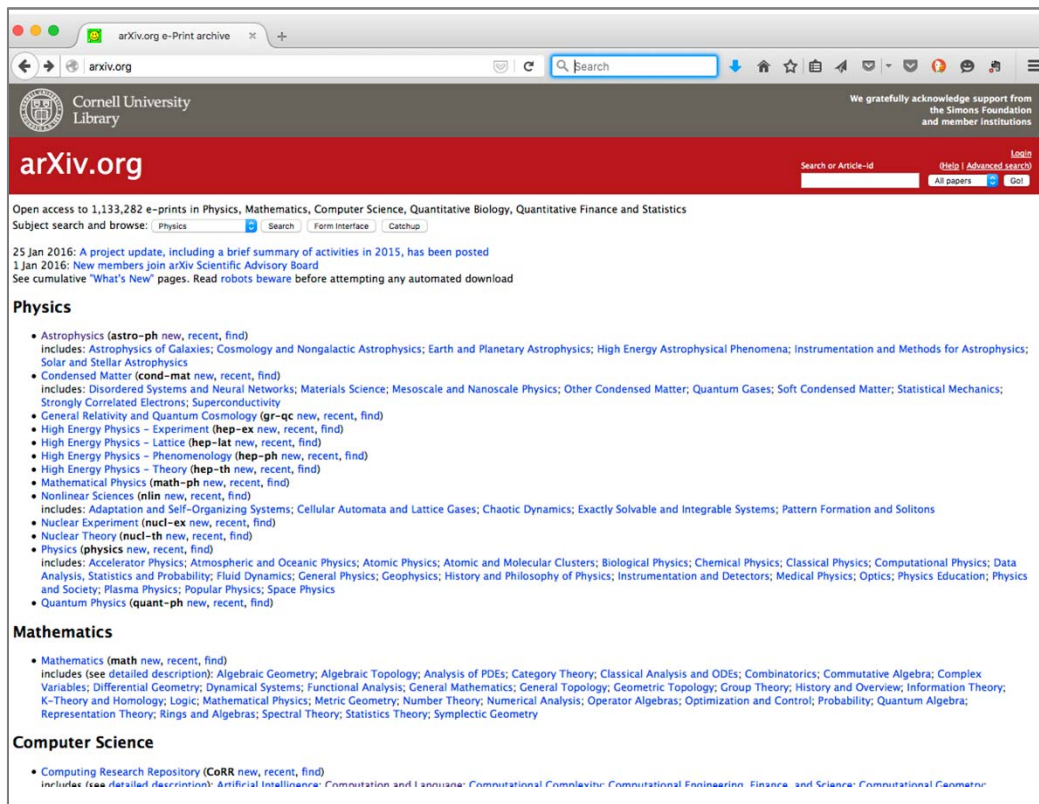 arXiv.org e-Print archive
arxiv.org
Search
Cornell University
Library
We gratefully acknowledge support from
the Simons Foundation
and member institutions
arXiv.org
Login
Search or Article-id
(Help | Advanced search)
All papers
Go!
Open access to 1,133,282 e-prints in Physics, Mathematics, Computer Science, Quantitative Biology, Quantitative Finance and Statistics
Subject search and browse: Physics Search Form Interface Catchup
25 Jan 2016: A project update, including a brief summary of activities in 2015, has been posted
1 Jan 2016: New members join arXiv Scientific Advisory Board
See cumulative "What's New" pages. Read robots beware before attempting any automated download
Physics
• Astrophysics (astro-ph new, recent, find)
includes: Astrophysics of Galaxies; Cosmology and Nongalactic Astrophysics; Earth and Planetary Astrophysics; High Energy Astrophysical Phenomena; Instrumentation and Methods for Astrophysics;
Solar and Stellar Astrophysics
• Condensed Matter (cond-mat new, recent, find)
includes: Disordered Systems and Neural Networks; Materials Science; Mesoscale and Nanoscale Physics; Other Condensed Matter; Quantum Gases; Soft Condensed Matter; Statistical Mechanics;
Strongly Correlated Electrons; Superconductivity
• General Relativity and Quantum Cosmology (gr-qc new, recent, find)
• High Energy Physics - Experiment (hep-ex new, recent, find)
• High Energy Physics - Lattice (hep-lat new, recent, find)
• High Energy Physics - Phenomenology (hep-ph new, recent, find)
• High Energy Physics - Theory (hep-th new, recent, find)
• Mathematical Physics (math-ph new, recent, find)
• Nonlinear Sciences (nlin new, recent, find)
includes: Adaptation and Self-Organizing Systems; Cellular Automata and Lattice Gases; Chaotic Dynamics; Exactly Solvable and Integrable Systems; Pattern Formation and Solitons
• Nuclear Experiment (nucl-ex new, recent, find)
• Nuclear Theory (nucl-th new, recent, find)
• Physics (physics new, recent, find)
includes: Accelerator Physics; Atmospheric and Oceanic Physics; Atomic Physics; Atomic and Molecular Clusters; Biological Physics; Chemical Physics; Classical Physics; Computational Physics; Data
Analysis, Statistics and Probability; Fluid Dynamics; General Physics; Geophysics; History and Philosophy of Physics; Instrumentation and Detectors; Medical Physics; Optics; Physics Education; Physics
and Society; Plasma Physics; Popular Physics; Space Physics
• Quantum Physics (quant-ph new, recent, find)
Mathematics
• Mathematics (math new, recent, find)
includes (see detailed description): Algebraic Geometry; Algebraic Topology; Analysis of PDEs; Category Theory; Classical Analysis and ODEs; Combinatorics; Commutative Algebra; Complex
Variables; Differential Geometry; Dynamical Systems; Functional Analysis; General Mathematics; General Topology; Geometric Topology; Group Theory; History and Overview; Information Theory;
K-Theory and Homology; Logic; Mathematical Physics; Metric Geometry; Number Theory; Numerical Analysis; Operator Algebras; Optimization and Control; Probability; Quantum Algebra;
Representation Theory; Rings and Algebras; Spectral Theory; Statistics Theory; Symplectic Geometry
Computer Science
• Computing Research Repository (CoRR new, recent, find)
includes (see detailed description): Artificial Intelligence; Computation and Language; Computational Complexity; Computational Engineering, Finance, and Science; Computational Geometry;